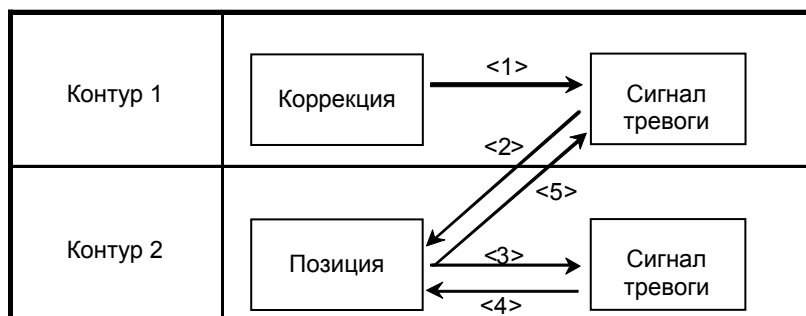 Контур 1
Коррекция
<1>
Сигнал
тревоги
<2>
<5>
Контур 2
Позиция
<3>
<4>
Сигнал
тревоги